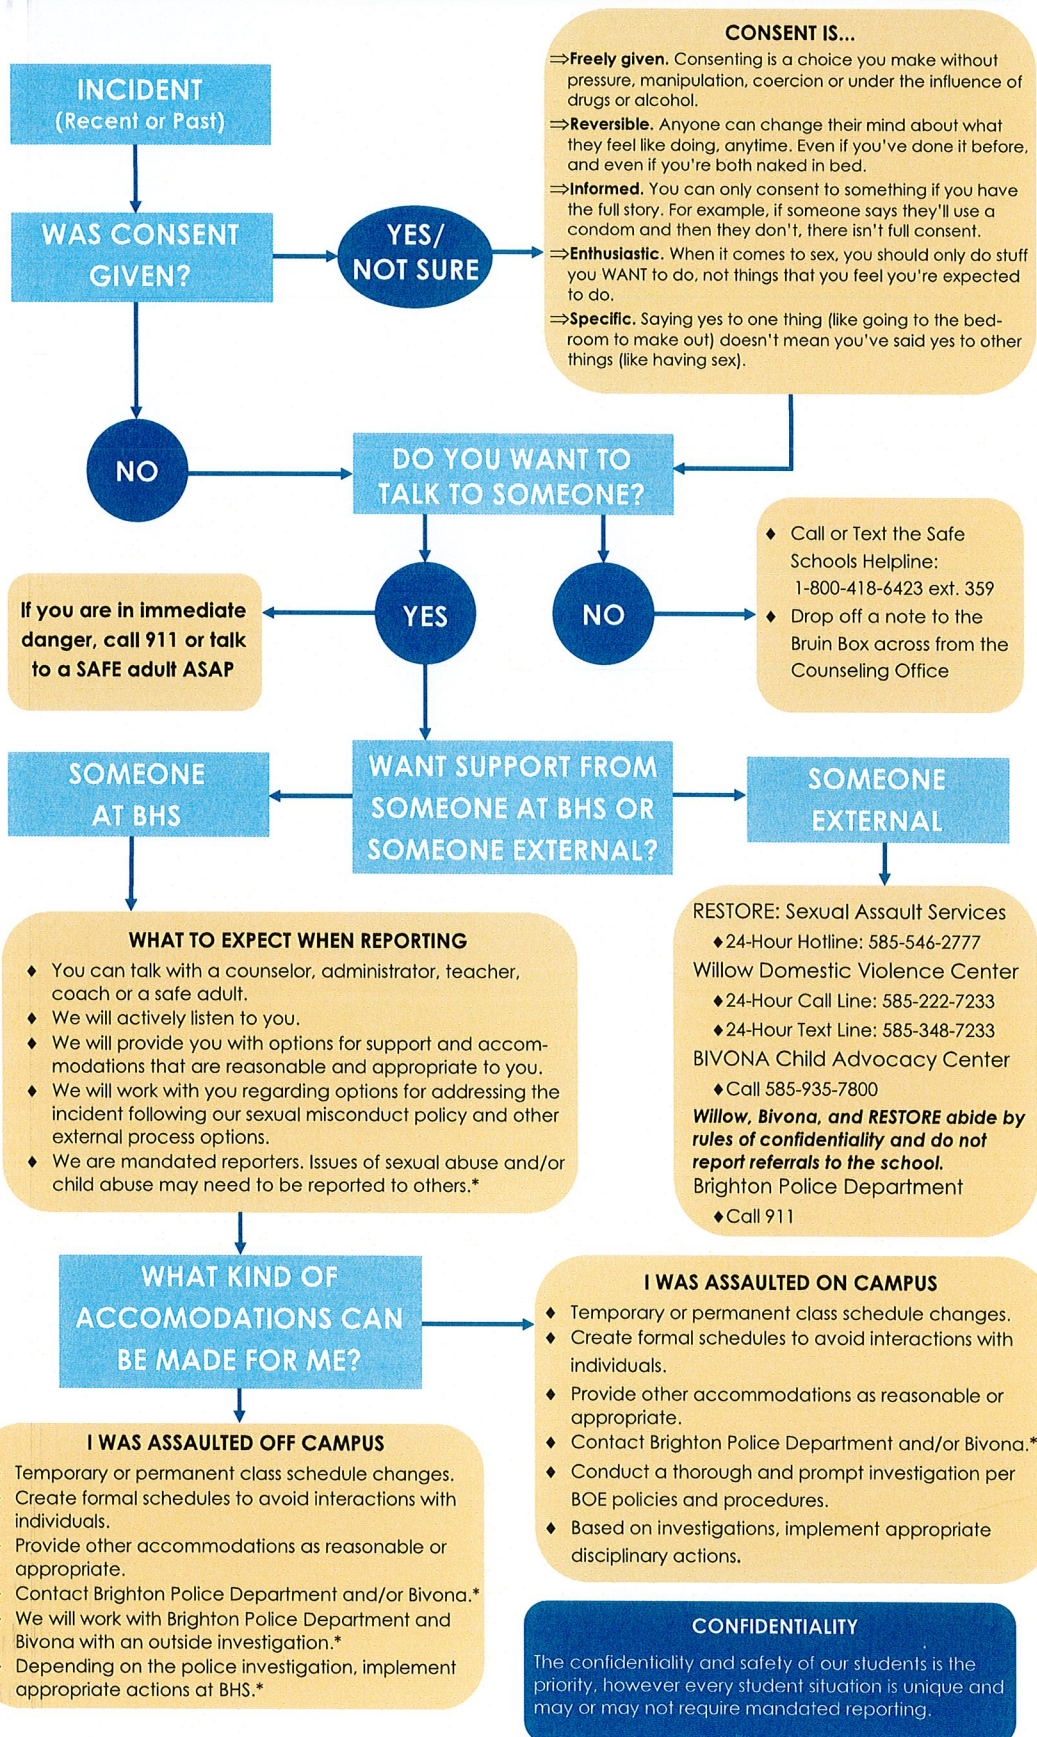 CONSENT IS...
⇒Freely given. Consenting is a choice you make without
pressure, manipulation, coercion or under the influence of
drugs or alcohol.
⇒Reversible. Anyone can change their mind about what
they feel like doing, anytime. Even if you've done it before,
and even if you're both naked in bed.
⇒Informed. You can only consent to something if you have
the full story. For example, if someone says they'll use a
condom and then they don't, there isn't full consent.
⇒Enthusiastic. When it comes to sex, you should only do stuff
you WANT to do, not things that you feel you're expected
to do.
⇒Specific. Saying yes to one thing (like going to the bed-
room to make out) doesn't mean you've said yes to other
things (like having sex).
INCIDENT
(Recent or Past)
WAS CONSENT
GIVEN?
YES/
NOT SURE
NO
DO YOU WANT TO
TALK TO SOMEONE?
YES
NO
♦ Call or Text the Safe
Schools Helpline:
1-800-418-6423 ext. 359
♦ Drop off a note to the
Bruin Box across from the
Counseling Office
If you are in immediate
danger, call 911 or talk
to a SAFE adult ASAP
WANT SUPPORT FROM
SOMEONE AT BHS OR
SOMEONE EXTERNAL?
SOMEONE
AT BHS
SOMEONE
EXTERNAL
WHAT TO EXPECT WHEN REPORTING
♦ You can talk with a counselor, administrator, teacher,
coach or a safe adult.
♦ We will actively listen to you.
♦ We will provide you with options for support and accom-
modations that are reasonable and appropriate to you.
♦ We will work with you regarding options for addressing the
incident following our sexual misconduct policy and other
external process options.
♦ We are mandated reporters. Issues of sexual abuse and/or
child abuse may need to be reported to others.*
RESTORE: Sexual Assault Services
♦24-Hour Hotline: 585-546-2777
Willow Domestic Violence Center
♦24-Hour Call Line: 585-222-7233
♦24-Hour Text Line: 585-348-7233
BIVONA Child Advocacy Center
♦Call 585-935-7800
Willow, Bivona, and RESTORE abide by
rules of confidentiality and do not
report referrals to the school.
Brighton Police Department
♦Call 911
WHAT KIND OF
ACCOMODATIONS CAN
BE MADE FOR ME?
I WAS ASSAULTED ON CAMPUS
♦ Temporary or permanent class schedule changes.
♦ Create formal schedules to avoid interactions with
individuals.
♦ Provide other accommodations as reasonable or
appropriate.
♦ Contact Brighton Police Department and/or Bivona.*
♦ Conduct a thorough and prompt investigation per
BOE policies and procedures.
♦ Based on investigations, implement appropriate
disciplinary actions.
I WAS ASSAULTED OFF CAMPUS
Temporary or permanent class schedule changes.
Create formal schedules to avoid interactions with
individuals.
Provide other accommodations as reasonable or
appropriate.
Contact Brighton Police Department and/or Bivona.*
We will work with Brighton Police Department and
Bivona with an outside investigation.*
Depending on the police investigation, implement
appropriate actions at BHS.*
CONFIDENTIALITY
The confidentiality and safety of our students is the
priority, however every student situation is unique and
may or may not require mandated reporting.